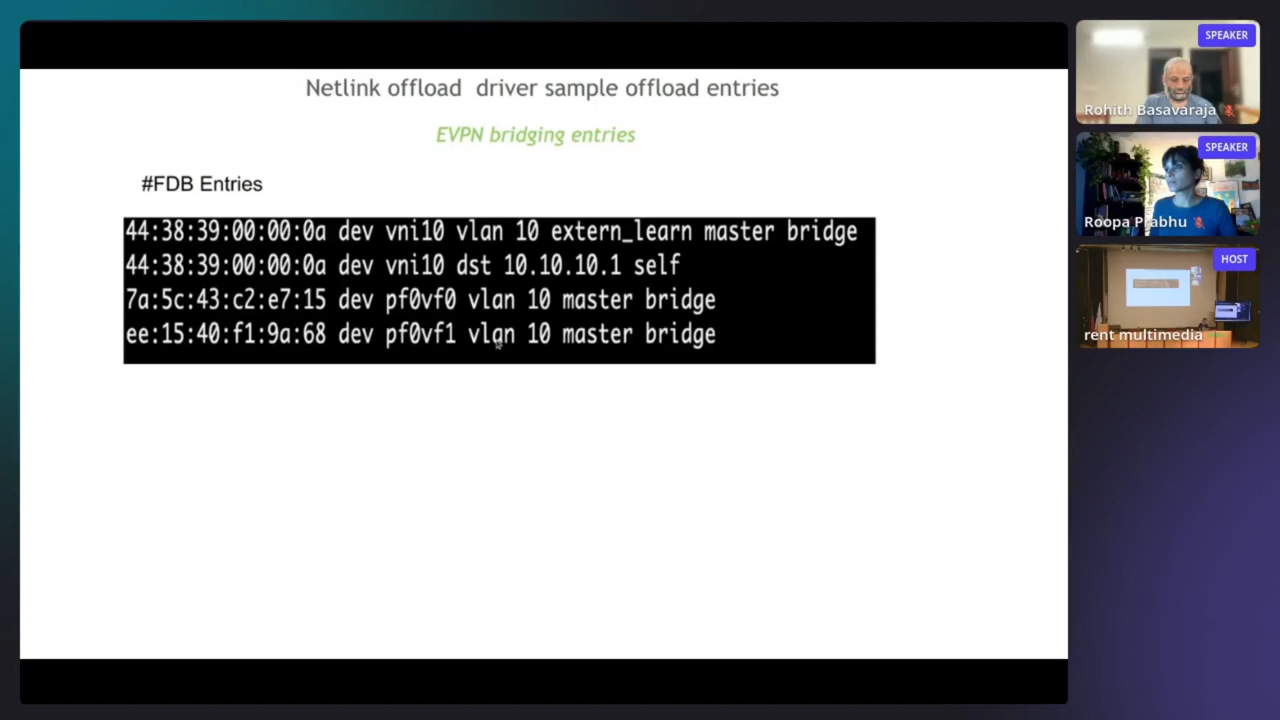 Netlink offload driver sample offload entries
EVPN bridging entries
#FDB Entries
44:38:39:00:00:0a dev vni10 vlan 10 extern_learn master bridge
44:38:39:00:00:0a dev vni10 dst 10.10.10.1 self
7a:5c:43:c2:e7:15 dev pf0vf0 vlan 10 master bridge
ee:15:40:f1:9a:68 dev pf0vf1 vlan 10 master bridge
SPEAKER
Rohith Basavaraja
SPEAKER
Roopa Prabhu
HOST
rent multimedia